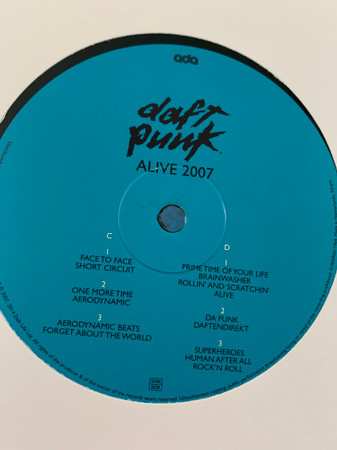 ada
daft
punk
ALIVE 2007
C
1
FACE TO FACE
SHORT CIRCUIT
2
ONE MORE TIME
AERODYNAMIC
3
AERODYNAMIC BEATS
FORGET ABOUT THE WORLD
D
1
PRIME TIME OF YOUR LIFE
BRAINWASHER
ROLLIN' AND SCRATCHIN'
ALIVE
2
DA FUNK
DAFTENDIREKT
3
SUPERHEROES
HUMAN AFTER ALL
ROCK'N ROLL